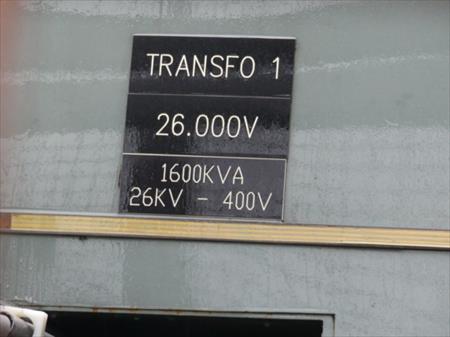 TRANSFO 1
26.000V
1600KVA
26KV - 400V